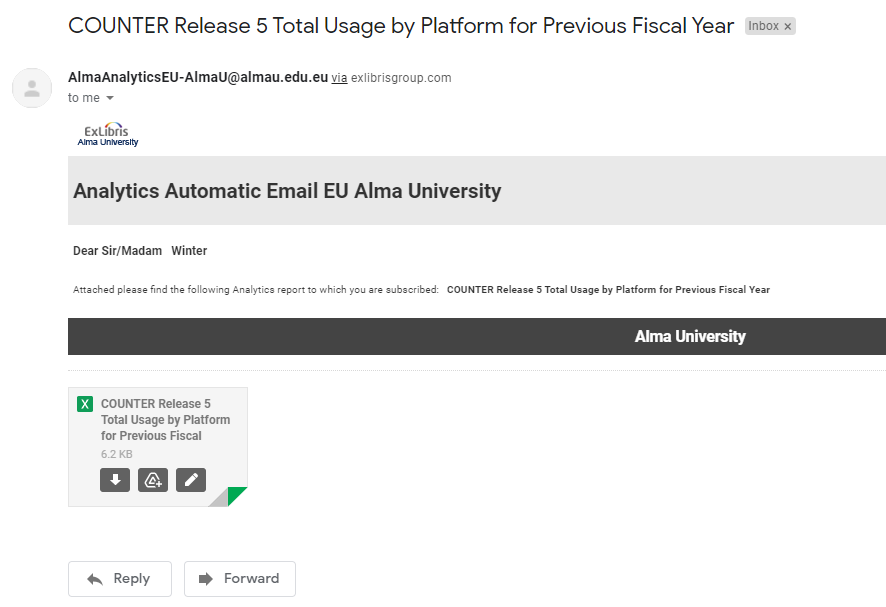 COUNTER Release 5 Total Usage by Platform for Previous Fiscal Year Inbox ×
AlmaAnalyticsEU-AlmaU@almau.edu.eu via exlibrisgroup.com
to me
ExLibris
Alma University
Analytics Automatic Email EU Alma University
Dear Sir/Madam Winter
Attached please find the following Analytics report to which you are subscribed: COUNTER Release 5 Total Usage by Platform for Previous Fiscal Year
Alma University
X COUNTER Release 5
Total Usage by Platform
for Previous Fiscal
6.2 KB
Reply Forward